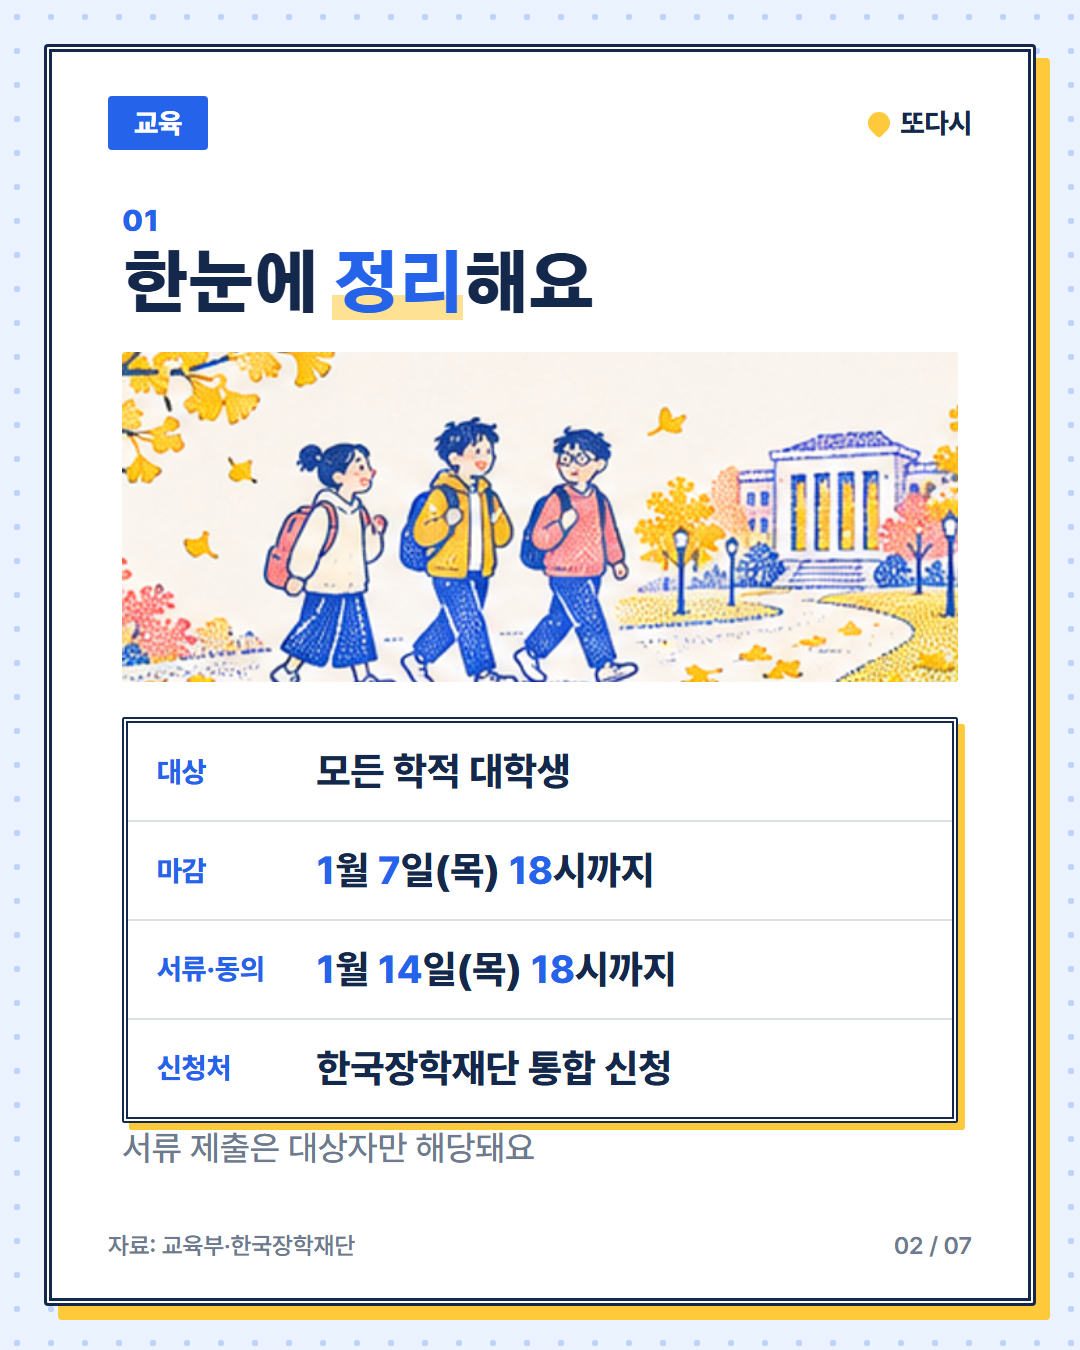 교육
또다시
01
한눈에 정리해요
대상 모든 학적 대학생
마감 1월 7일(목) 18시까지
서류·동의 1월 14일(목) 18시까지
신청처 한국장학재단 통합 신청
서류 제출은 대상자만 해당돼요
자료: 교육부·한국장학재단
02 / 07